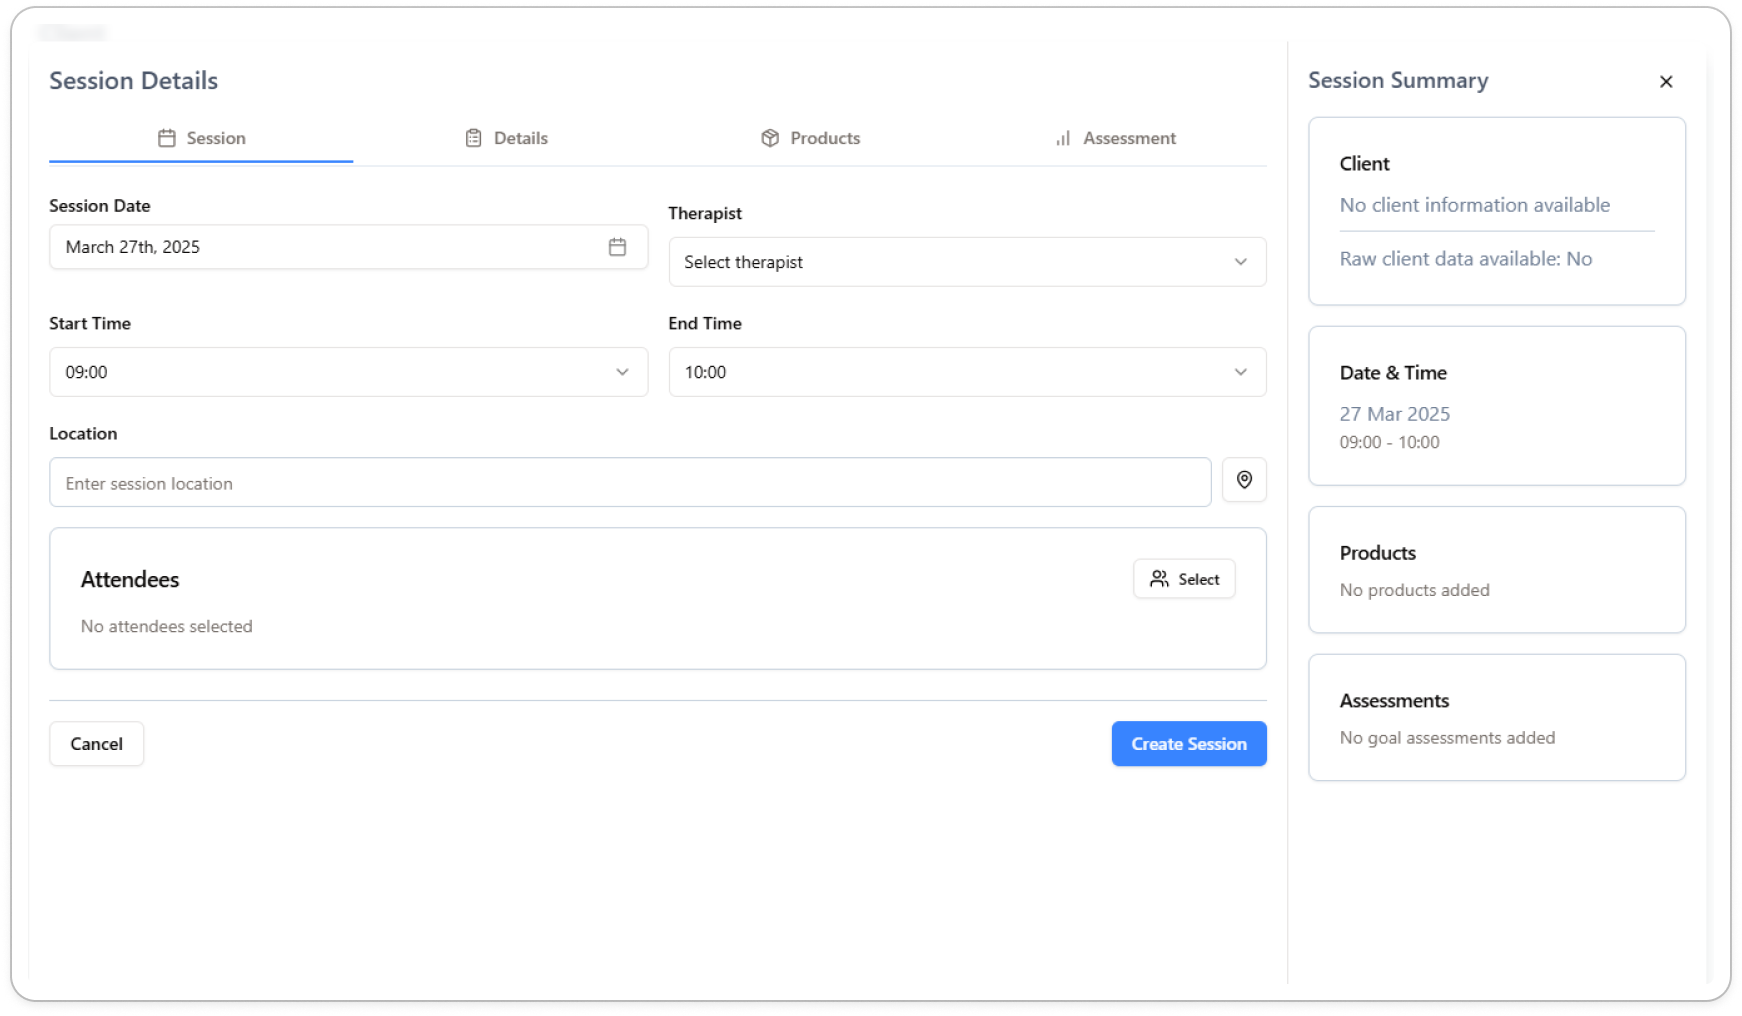 Session Details
Session
Details
Products
Assessment
Session Date
March 27th, 2025
Therapist
Select therapist
Start Time
09:00
End Time
10:00
Location
Enter session location
Attendees
Select
No attendees selected
Cancel
Create Session
Session Summary
Client
No client information available
Raw client data available: No
Date & Time
27 Mar 2025
09:00 - 10:00
Products
No products added
Assessments
No goal assessments added